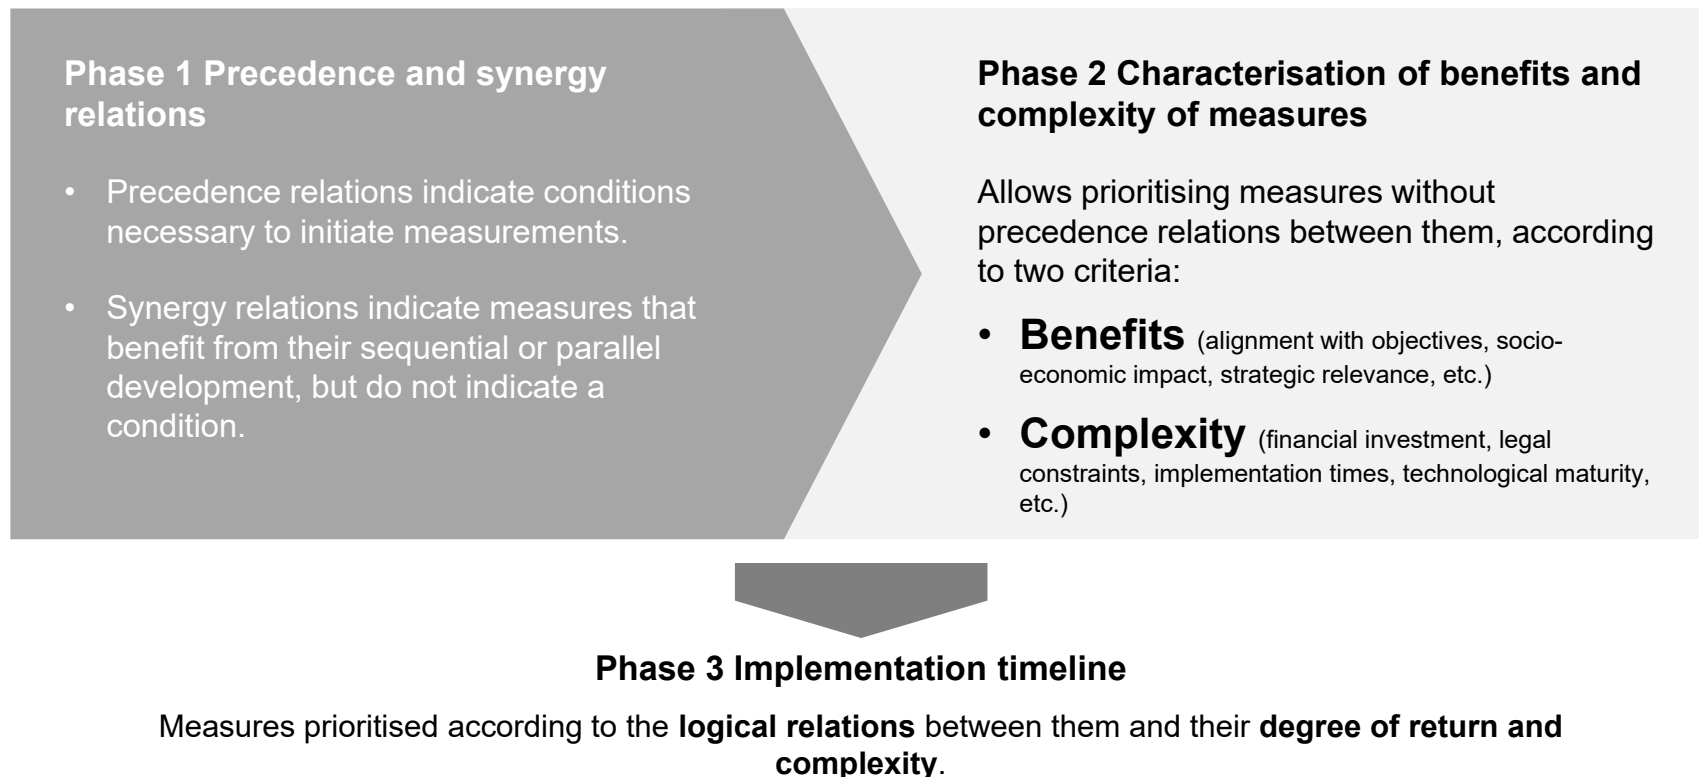 Phase 1 Precedence and synergy
relations
• Precedence relations indicate conditions
necessary to initiate measurements.
• Synergy relations indicate measures that
benefit from their sequential or parallel
development, but do not indicate a
condition.
Phase 2 Characterisation of benefits and
complexity of measures
Allows prioritising measures without
precedence relations between them, according
to two criteria:
• Benefits (alignment with objectives, socio-
economic impact, strategic relevance, etc.)
• Complexity (financial investment, legal
constraints, implementation times, technological maturity,
etc.)
Phase 3 Implementation timeline
Measures prioritised according to the logical relations between them and their degree of return and
complexity.